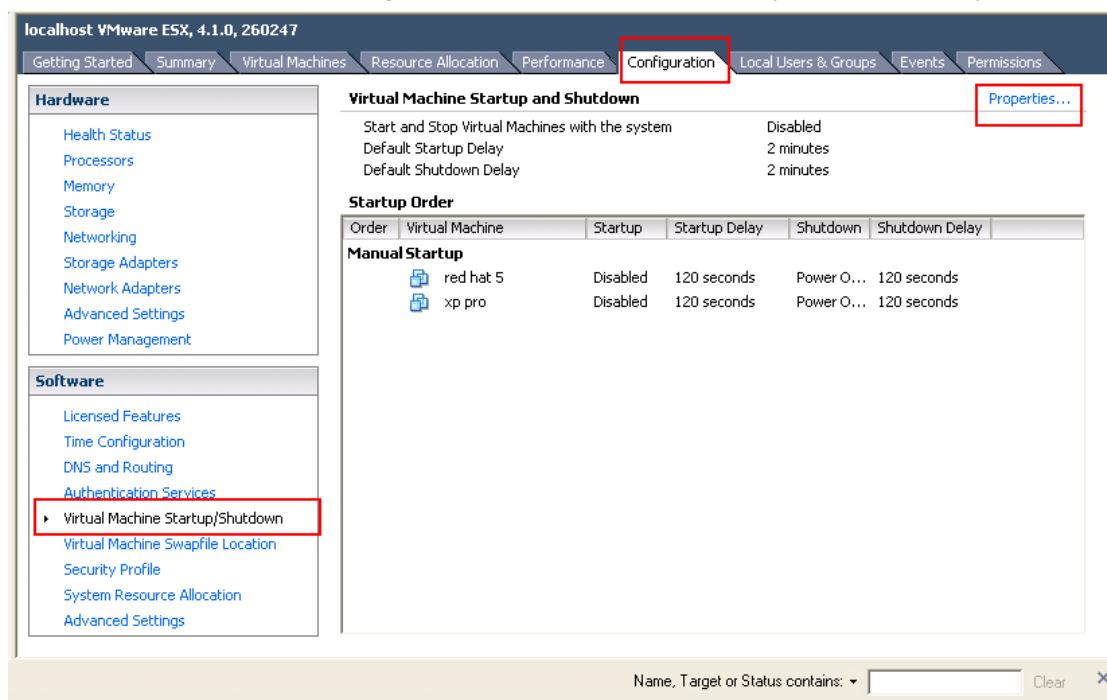 localhost VMware ESX, 4.1.0, 260247
Getting Started Summary Virtual Machines Resource Allocation Performance Configuration Local Users & Groups Events Permissions
Hardware
Health Status
Processors
Memory
Storage
Networking
Storage Adapters
Network Adapters
Advanced Settings
Power Management
Software
Licensed Features
Time Configuration
DNS and Routing
Authentication Services
Virtual Machine Startup/Shutdown
Virtual Machine Swapfile Location
Security Profile
System Resource Allocation
Advanced Settings
Virtual Machine Startup and Shutdown Properties...
Start and Stop Virtual Machines with the system Disabled
Default Startup Delay 2 minutes
Default Shutdown Delay 2 minutes
Startup Order
Order Virtual Machine Startup Startup Delay Shutdown Shutdown Delay
Manual Startup
red hat 5 Disabled 120 seconds Power O... 120 seconds
xp pro Disabled 120 seconds Power O... 120 seconds
Name, Target or Status contains: Clear